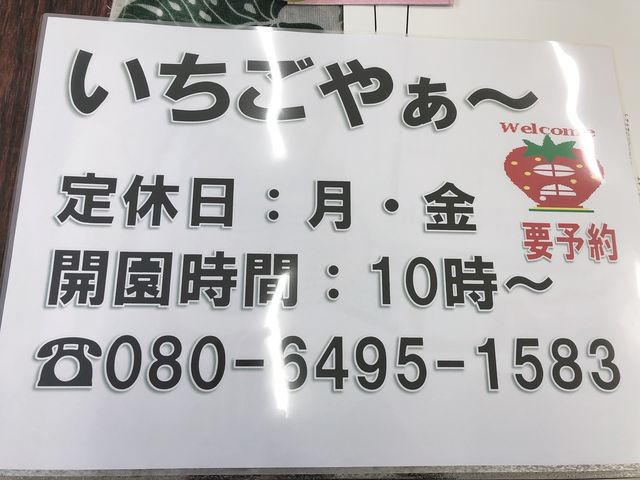 いちごやぁ〜
Welcome
定休日：月・金
要予約
開園時間：10時〜
☎080-6495-1583